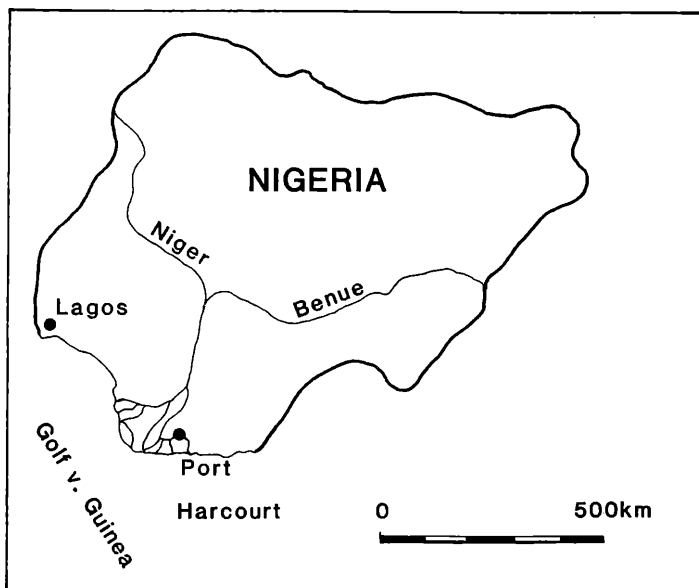 NIGERIA
Niger
Benue
Lagos
Golf v. Guinea
Port
Harcourt
0 500km